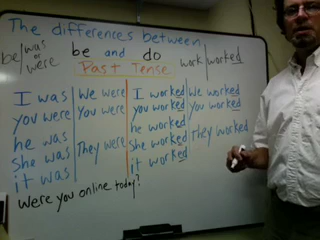 The differences between
be | was or were be and do work | worked
Past Tense
I was We were I worked We worked
you were You were you worked You worked
he was he worked
she was They were she worked They worked
it was it worked
Were you online today?